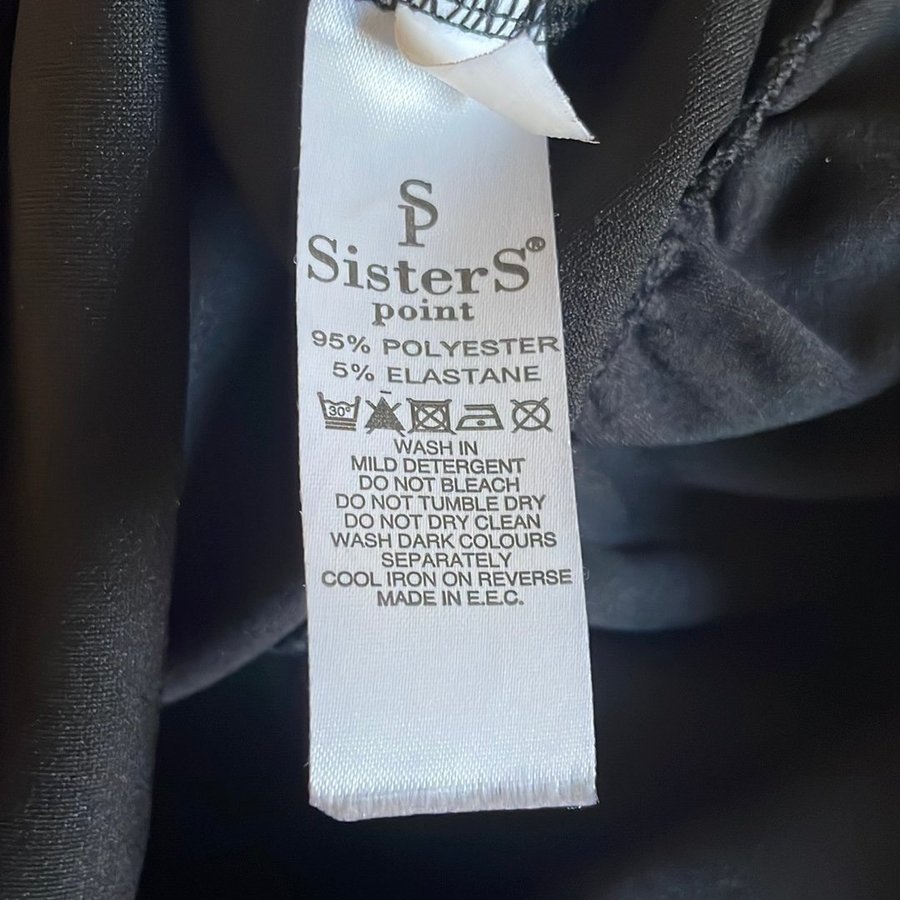 SP
SisterS®
point
95% POLYESTER
5% ELASTANE
30°
WASH IN
MILD DETERGENT
DO NOT BLEACH
DO NOT TUMBLE DRY
DO NOT DRY CLEAN
WASH DARK COLOURS
SEPARATELY
COOL IRON ON REVERSE
MADE IN E.E.C.